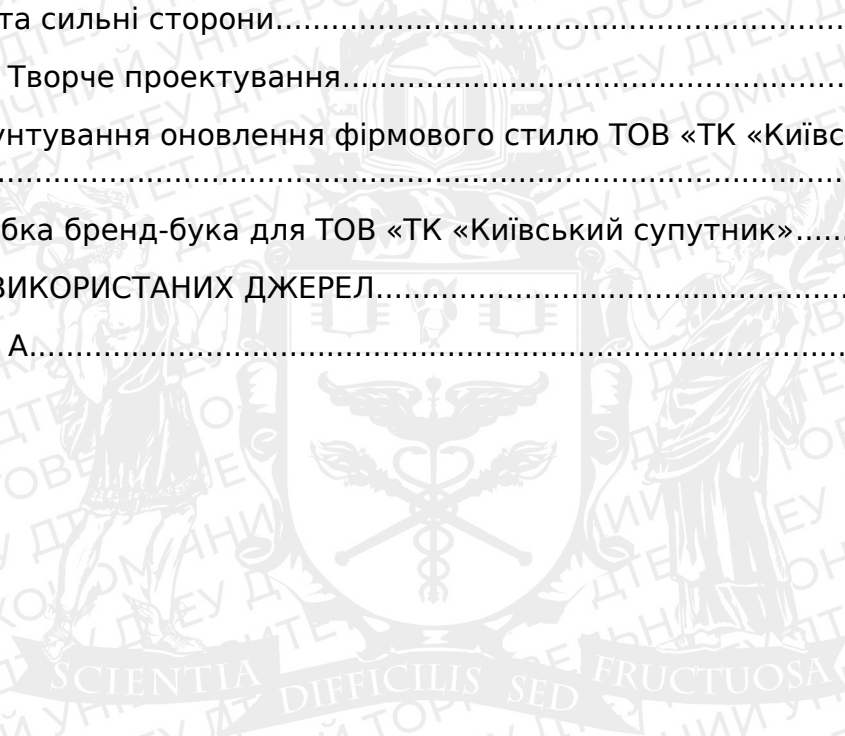 та сильні сторони....................................................................
Творче проектування............................................................
унтування оновлення фірмового стилю ТОВ «ТК «Київс
................................................................................................
бка бренд-бука для ТОВ «ТК «Київський супутник»......
ВИКОРИСТАНИХ ДЖЕРЕЛ...................................................
А..............................................................................................
SCIENTIA DIFFICILIS SED FRUCTUOSA